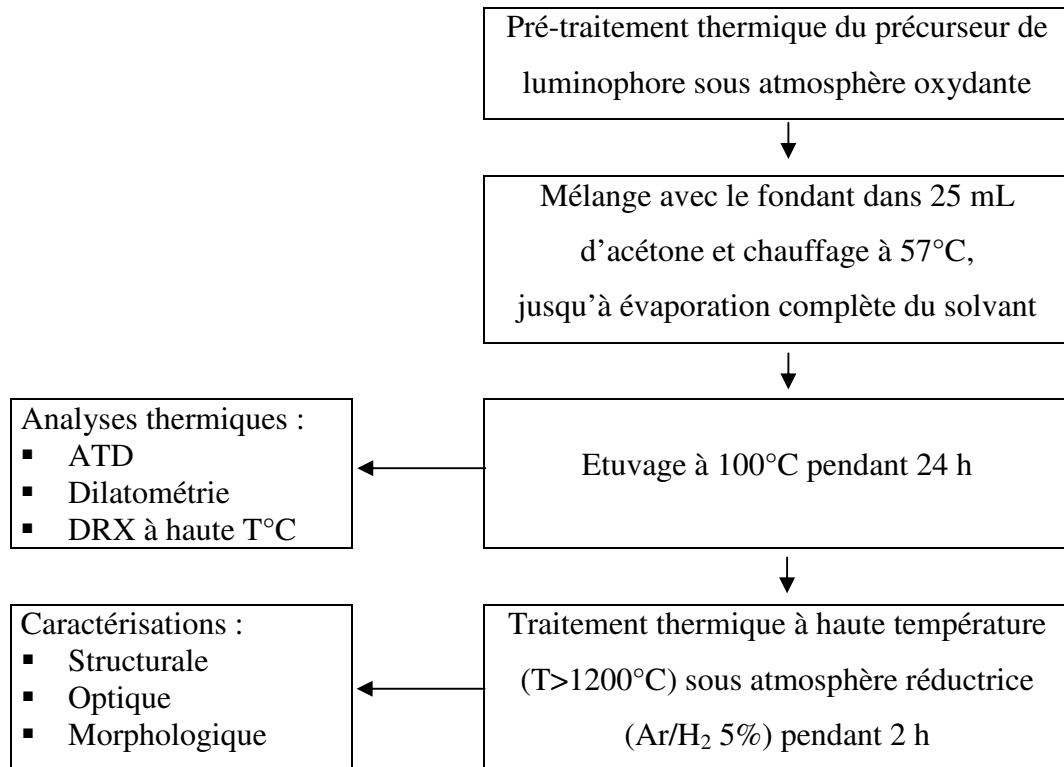 Pré-traitement thermique du précurseur de
luminophore sous atmosphère oxydante
Mélange avec le fondant dans 25 mL
d’acétone et chauffage à 57°C,
jusqu’à évaporation complète du solvant
Analyses thermiques :
▪ ATD
▪ Dilatométrie
▪ DRX à haute T°C
Etuvage à 100°C pendant 24 h
Caractérisations :
▪ Structurale
▪ Optique
▪ Morphologique
Traitement thermique à haute température
(T>1200°C) sous atmosphère réductrice
(Ar/H₂ 5%) pendant 2 h